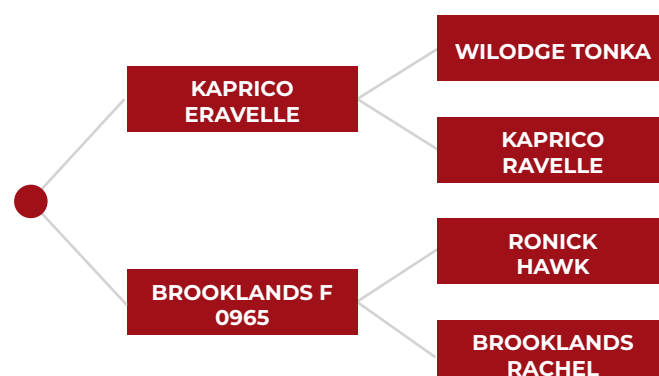 WILODGE TONKA
KAPRICO
ERAVELLE
KAPRICO
RAVELLE
RONICK
HAWK
BROOKLANDS F
0965
BROOKLANDS
RACHEL